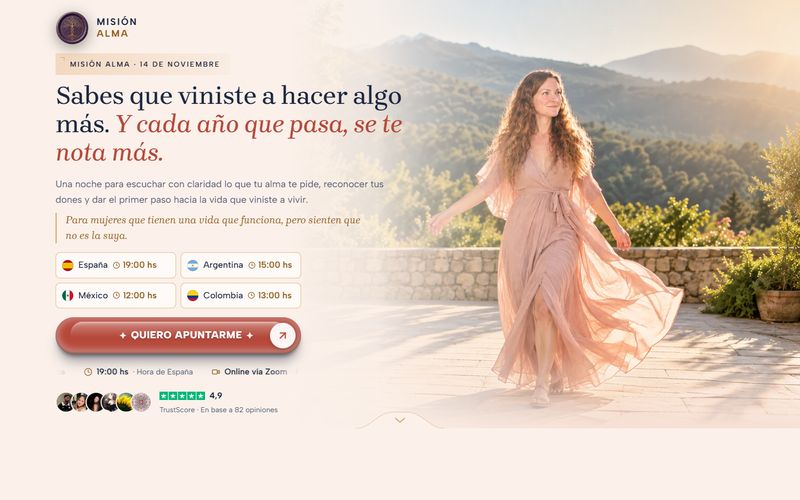 MISIÓN
ALMA
MISIÓN ALMA · 14 DE NOVIEMBRE
Sabes que viniste a hacer algo
más. Y cada año que pasa, se te
nota más.
Una noche para escuchar con claridad lo que tu alma te pide, reconocer tus
dones y dar el primer paso hacia la vida que viniste a vivir.
Para mujeres que tienen una vida que funciona, pero sienten que
no es la suya.
España 19:00 hs
Argentina 15:00 hs
México 12:00 hs
Colombia 13:00 hs
+ QUIERO APUNTARME +
19:00 hs · Hora de España
Online via Zoom
4,9
TrustScore · En base a 82 opiniones